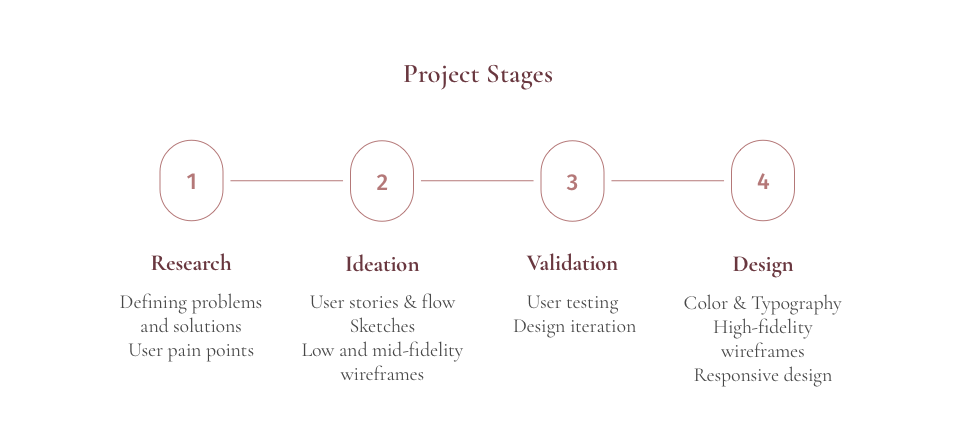 Project Stages
1
2
3
4
Research
Defining problems
and solutions
User pain points
Ideation
User stories & flow
Sketches
Low and mid-fidelity
wireframes
Validation
User testing
Design iteration
Design
Color & Typography
High-fidelity
wireframes
Responsive design